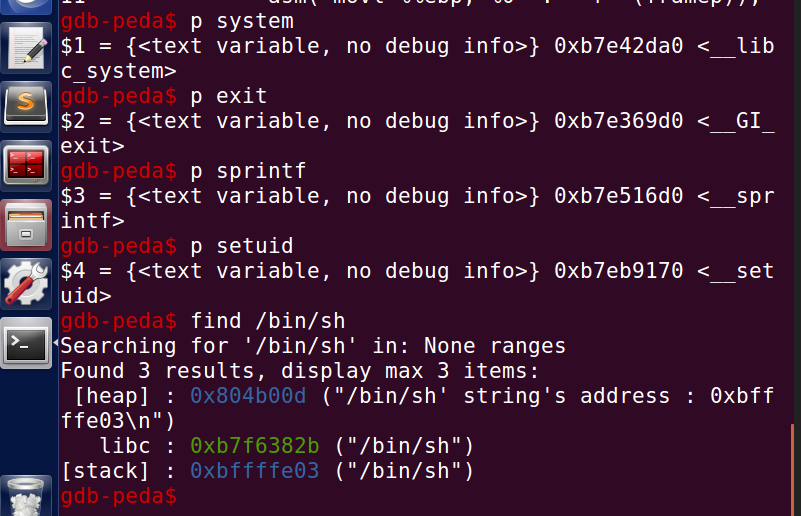 gdb-peda$ p system
$1 = {<text variable, no debug info>} 0xb7e42da0 <__lib
c_system>
gdb-peda$ p exit
$2 = {<text variable, no debug info>} 0xb7e369d0 <__GI_
exit>
gdb-peda$ p sprintf
$3 = {<text variable, no debug info>} 0xb7e516d0 <__spr
intf>
gdb-peda$ p setuid
$4 = {<text variable, no debug info>} 0xb7eb9170 <__set
uid>
gdb-peda$ find /bin/sh
Searching for '/bin/sh' in: None ranges
Found 3 results, display max 3 items:
[heap] : 0x804b00d ("/bin/sh' string's address : 0xbff
ffe03\n")
libc : 0xb7f6382b ("/bin/sh")
[stack] : 0xbffffe03 ("/bin/sh")
gdb-peda$